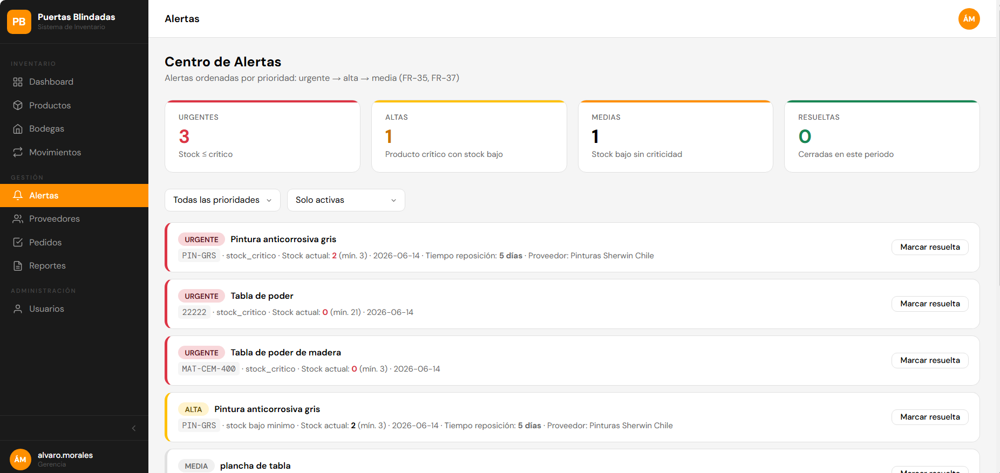 PB
Puertas Blindadas
Sistema de Inventario
INVENTARIO
Dashboard
Productos
Bodegas
Movimientos
GESTIÓN
Alertas
Proveedores
Pedidos
Reportes
ADMINISTRACIÓN
Usuarios
ÁM
alvaro.morales
Gerencia
Alertas
ÁM
Centro de Alertas
Alertas ordenadas por prioridad: urgente → alta → media (FR-35, FR-37)
URGENTES
3
Stock ≤ crítico
ALTAS
1
Producto crítico con stock bajo
MEDIAS
1
Stock bajo sin criticidad
RESUELTAS
0
Cerradas en este periodo
Todas las prioridades
Solo activas
URGENTE Pintura anticorrosiva gris
PIN-GRS · stock_critico · Stock actual: 2 (mín. 3) · 2026-06-14 · Tiempo reposición: 5 días · Proveedor: Pinturas Sherwin Chile
Marcar resuelta
URGENTE Tabla de poder
22222 · stock_critico · Stock actual: 0 (mín. 21) · 2026-06-14
Marcar resuelta
URGENTE Tabla de poder de madera
MAT-CEM-400 · stock_critico · Stock actual: 0 (mín. 3) · 2026-06-14
Marcar resuelta
ALTA Pintura anticorrosiva gris
PIN-GRS · stock bajo minimo · Stock actual: 2 (mín. 3) · 2026-06-14 · Tiempo reposición: 5 días · Proveedor: Pinturas Sherwin Chile
Marcar resuelta
MEDIA plancha de tabla
Marcar resuelta